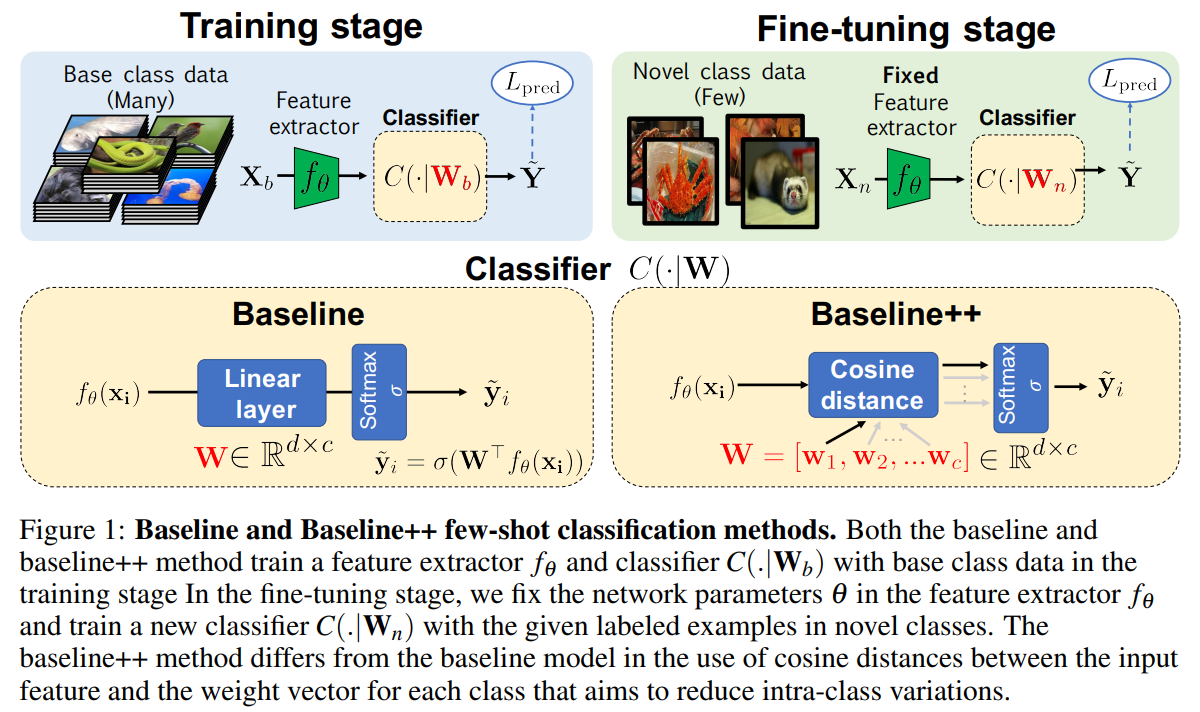 Training stage
Base class data
(Many)
Feature
extractor
Classifier
L_pred
X_b
f_θ
C(·|W_b)
Ỹ
Fine-tuning stage
Novel class data
(Few)
Fixed
Feature
extractor
Classifier
L_pred
X_n
f_θ
C(·|W_n)
Ỹ
Classifier C(·|W)
Baseline
f_θ(x_i)
Linear
layer
Softmax
σ
ỹ_i
W ∈ ℝ^{d×c}
ỹ_i = σ(W^⊤ f_θ(x_i))
Baseline++
f_θ(x_i)
Cosine
distance
...
...
Softmax
σ
ỹ_i
W = [w_1, w_2, ...w_c] ∈ ℝ^{d×c}
Figure 1: Baseline and Baseline++ few-shot classification methods. Both the baseline and
baseline++ method train a feature extractor f_θ and classifier C(.|W_b) with base class data in the
training stage In the fine-tuning stage, we fix the network parameters θ in the feature extractor f_θ
and train a new classifier C(.|W_n) with the given labeled examples in novel classes. The
baseline++ method differs from the baseline model in the use of cosine distances between the input
feature and the weight vector for each class that aims to reduce intra-class variations.